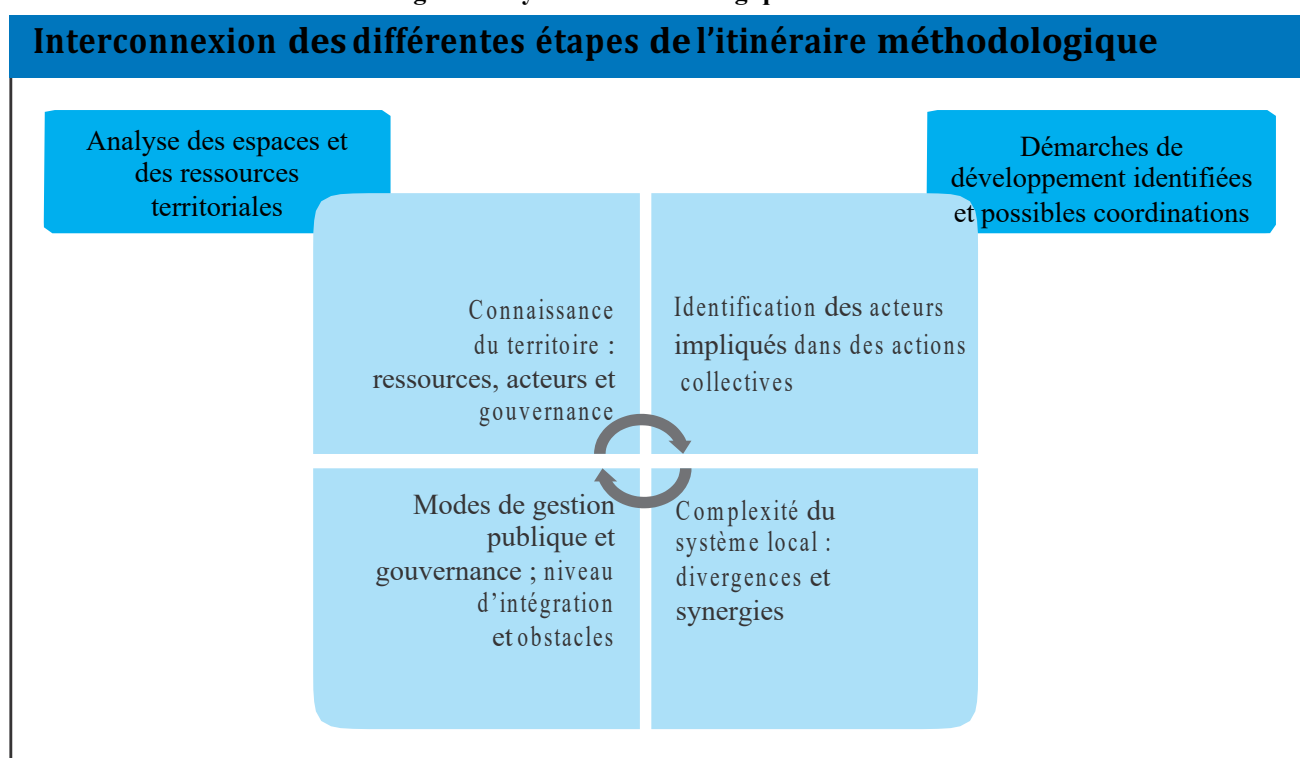 Interconnexion des différentes étapes de l'itinéraire méthodologique
Analyse des espaces et
des ressources
territoriales
Démarches de
développement identifiées
et possibles coordinations
Connaissance
du territoire :
ressources, acteurs et
gouvernance
Identification des acteurs
impliqués dans des actions
collectives
Modes de gestion
publique et
gouvernance ; niveau
d'intégration
et obstacles
Complexité du
système local :
divergences et
synergies